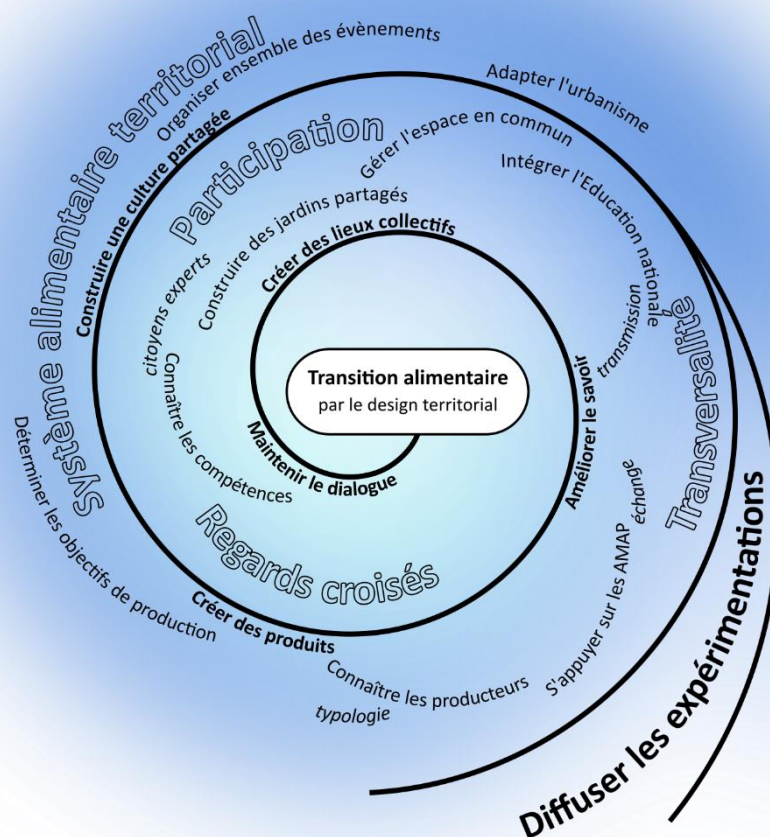 Transition alimentaire
par le design territorial
Maintenir le dialogue
Créer des lieux collectifs
Améliorer le savoir
Créer des produits
Construire une culture partagée
Diffuser les expérimentations
Regards croisés
Participation
Transversalité
Système alimentaire territorial
Connaître les compétences
citoyens experts
Construire des jardins partagés
Gérer l'espace en commun
Intégrer l'Education nationale
transmission
échange
S'appuyer sur les AMAP
Connaître les producteurs
typologie
Déterminer les objectifs de production
Organiser ensemble des évènements
Adapter l'urbanisme